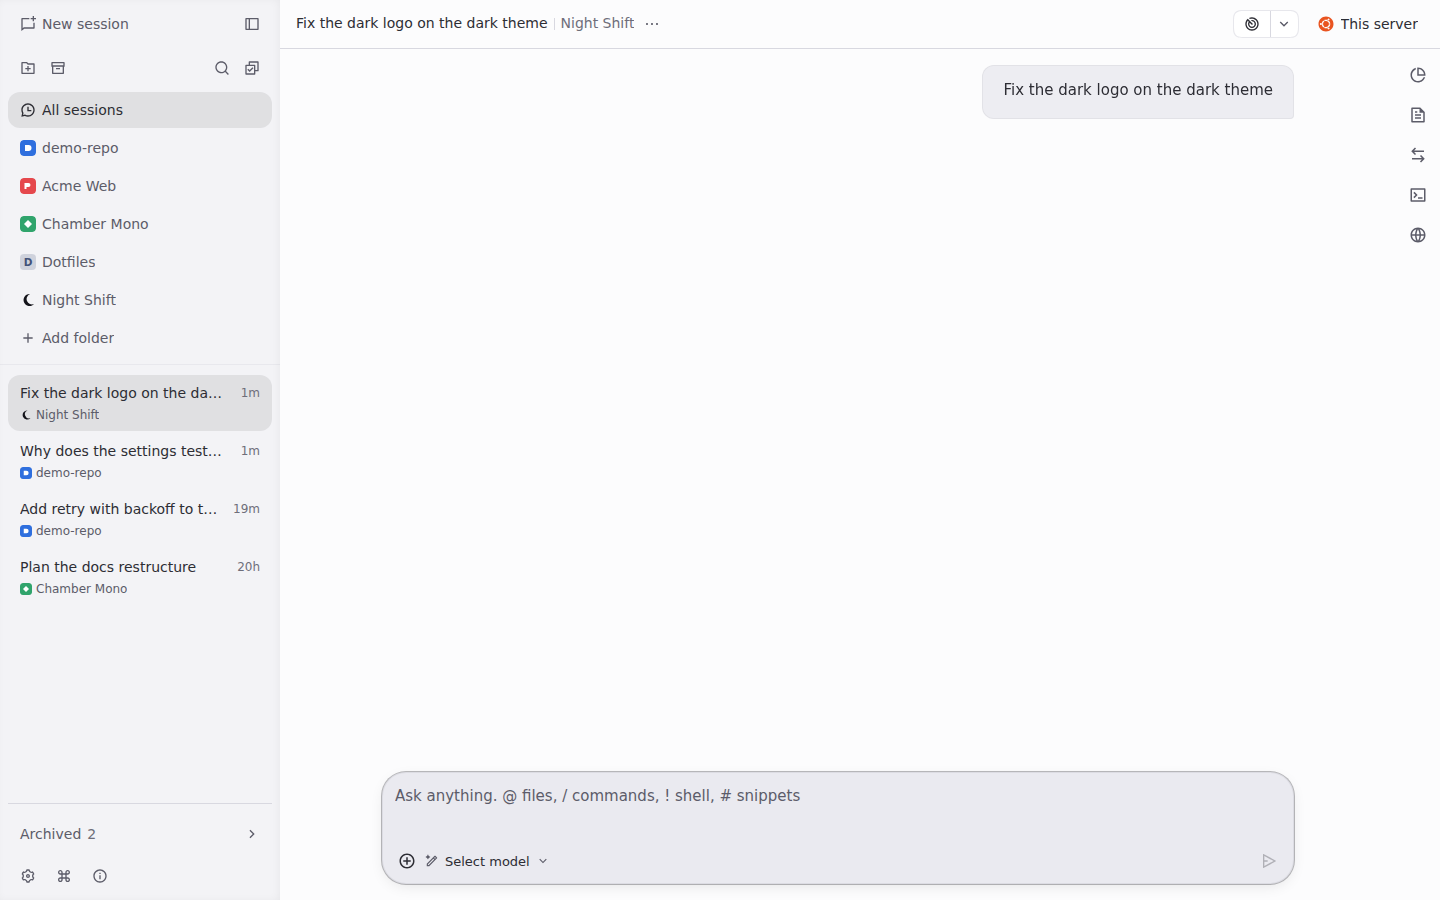 New session
All sessions
demo-repo
Acme Web
Chamber Mono
D Dotfiles
Night Shift
Add folder
Fix the dark logo on the da... 1m
Night Shift
Why does the settings test... 1m
demo-repo
Add retry with backoff to t... 19m
demo-repo
Plan the docs restructure 20h
Chamber Mono
Archived 2
Fix the dark logo on the dark theme Night Shift ...
This server
Fix the dark logo on the dark theme
Ask anything. @ files, / commands, ! shell, # snippets
Select model